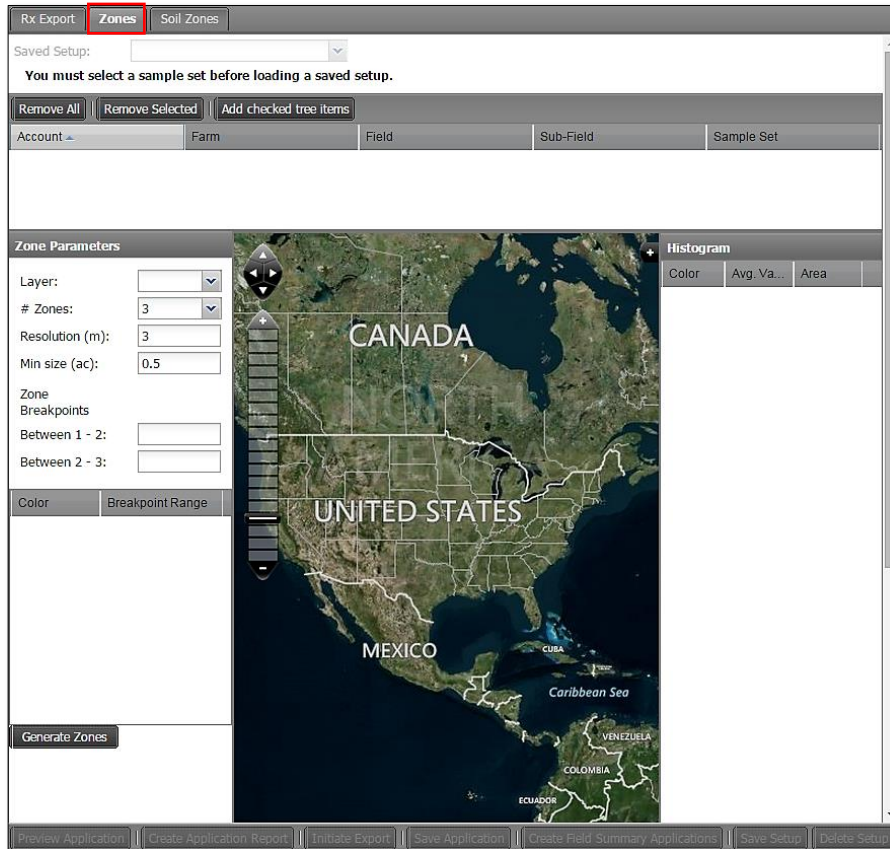 Rx Export Zones Soil Zones
Saved Setup:
You must select a sample set before loading a saved setup.
Remove All Remove Selected Add checked tree items
Account Farm Field Sub-Field Sample Set
Zone Parameters
Layer:
# Zones: 3
Resolution (m): 3
Min size (ac): 0.5
Zone
Breakpoints
Between 1 - 2:
Between 2 - 3:
Color Breakpoint Range
Generate Zones
CANADA
NORTH
AMERICA
UNITED STATES
MEXICO
CUBA
Caribbean Sea
VENEZUELA
COLOMBIA
ECUADOR
Histogram
Color Avg. Va... Area
Preview Application Create Application Report Initiate Export Save Application Create Field Summary Applications Save Setup Delete Setup